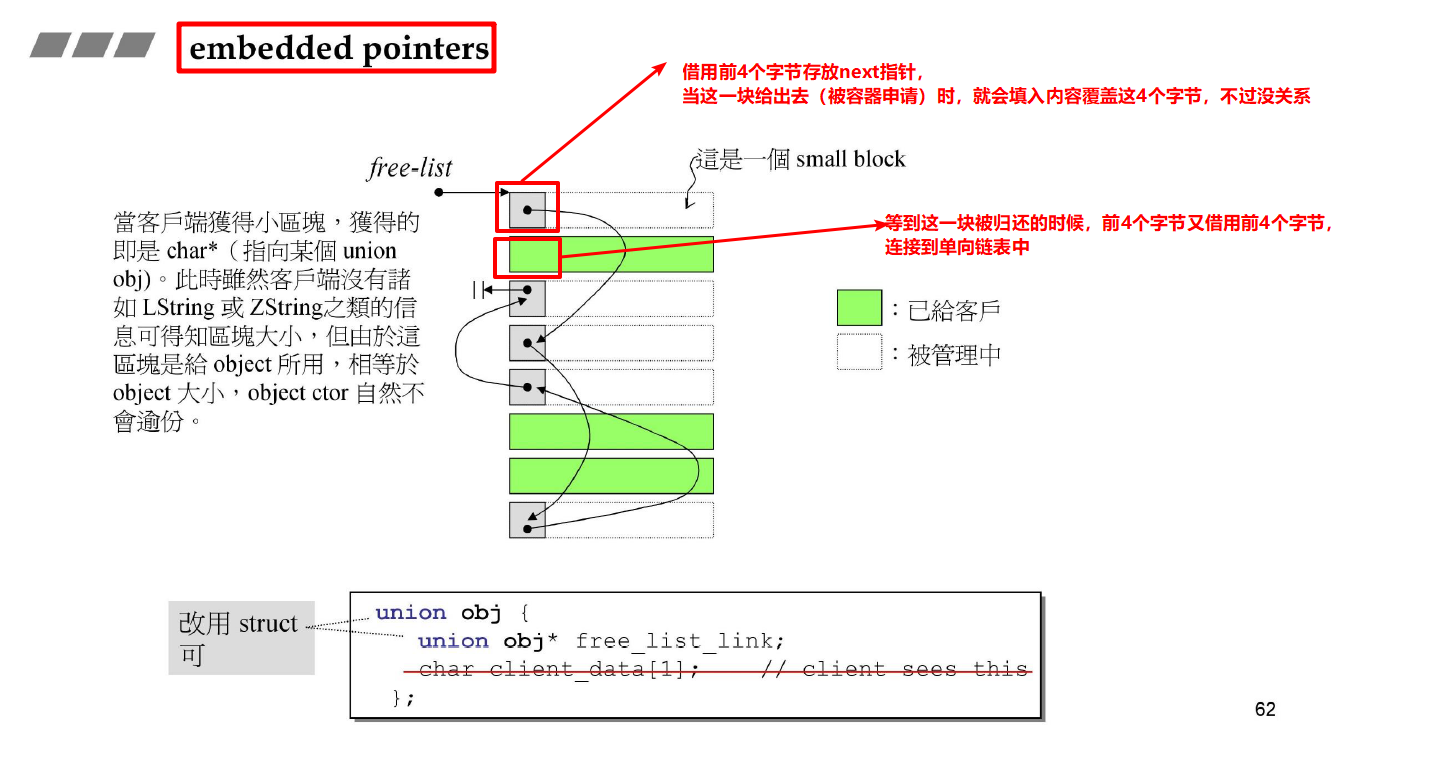 embedded pointers
借用前4个字节存放next指针，
当这一块给出去（被容器申请）时，就会填入内容覆盖这4个字节，不过没关系
free-list
這是一個 small block
當客戶端獲得小區塊，獲得的
即是 char*（指向某個 union
obj)。此時雖然客戶端沒有諸
如 LString 或 ZString之類的信
息可得知區塊大小，但由於這
區塊是給 object 所用，相等於
object 大小，object ctor 自然不
會逾份。
等到这一块被归还的时候，前4个字节又借用前4个字节，
连接到单向链表中
：已給客戶
：被管理中
改用 struct
可
union obj {
union obj* free_list_link;
char client_data[1]; // client sees this
};
62